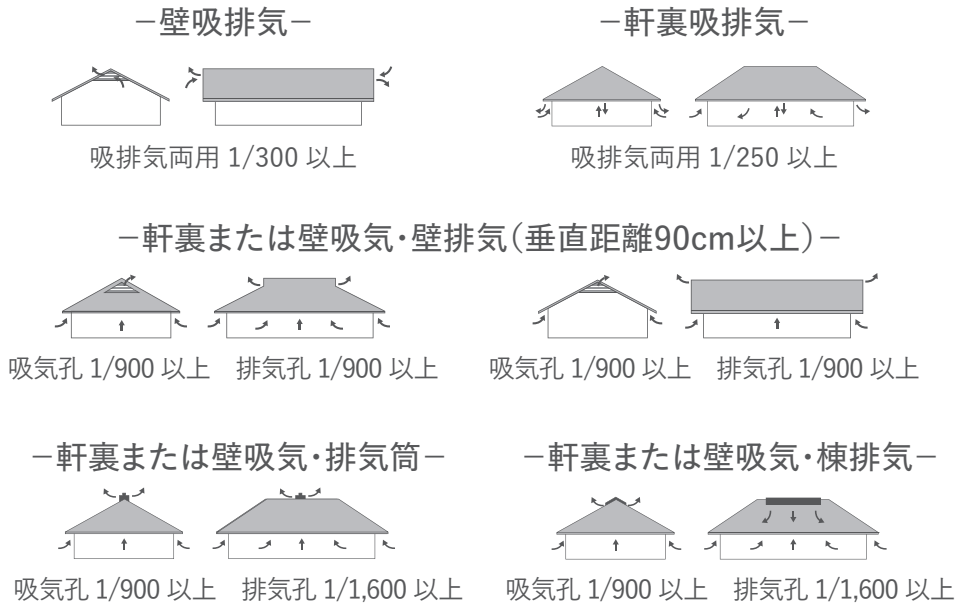 −壁吸排気−
−軒裏吸排気−
吸排気両用 1/300 以上
吸排気両用 1/250 以上
−軒裏または壁吸気・壁排気(垂直距離90cm以上)−
吸気孔 1/900 以上 排気孔 1/900 以上
吸気孔 1/900 以上 排気孔 1/900 以上
−軒裏または壁吸気・排気筒−
−軒裏または壁吸気・棟排気−
吸気孔 1/900 以上 排気孔 1/1,600 以上
吸気孔 1/900 以上 排気孔 1/1,600 以上